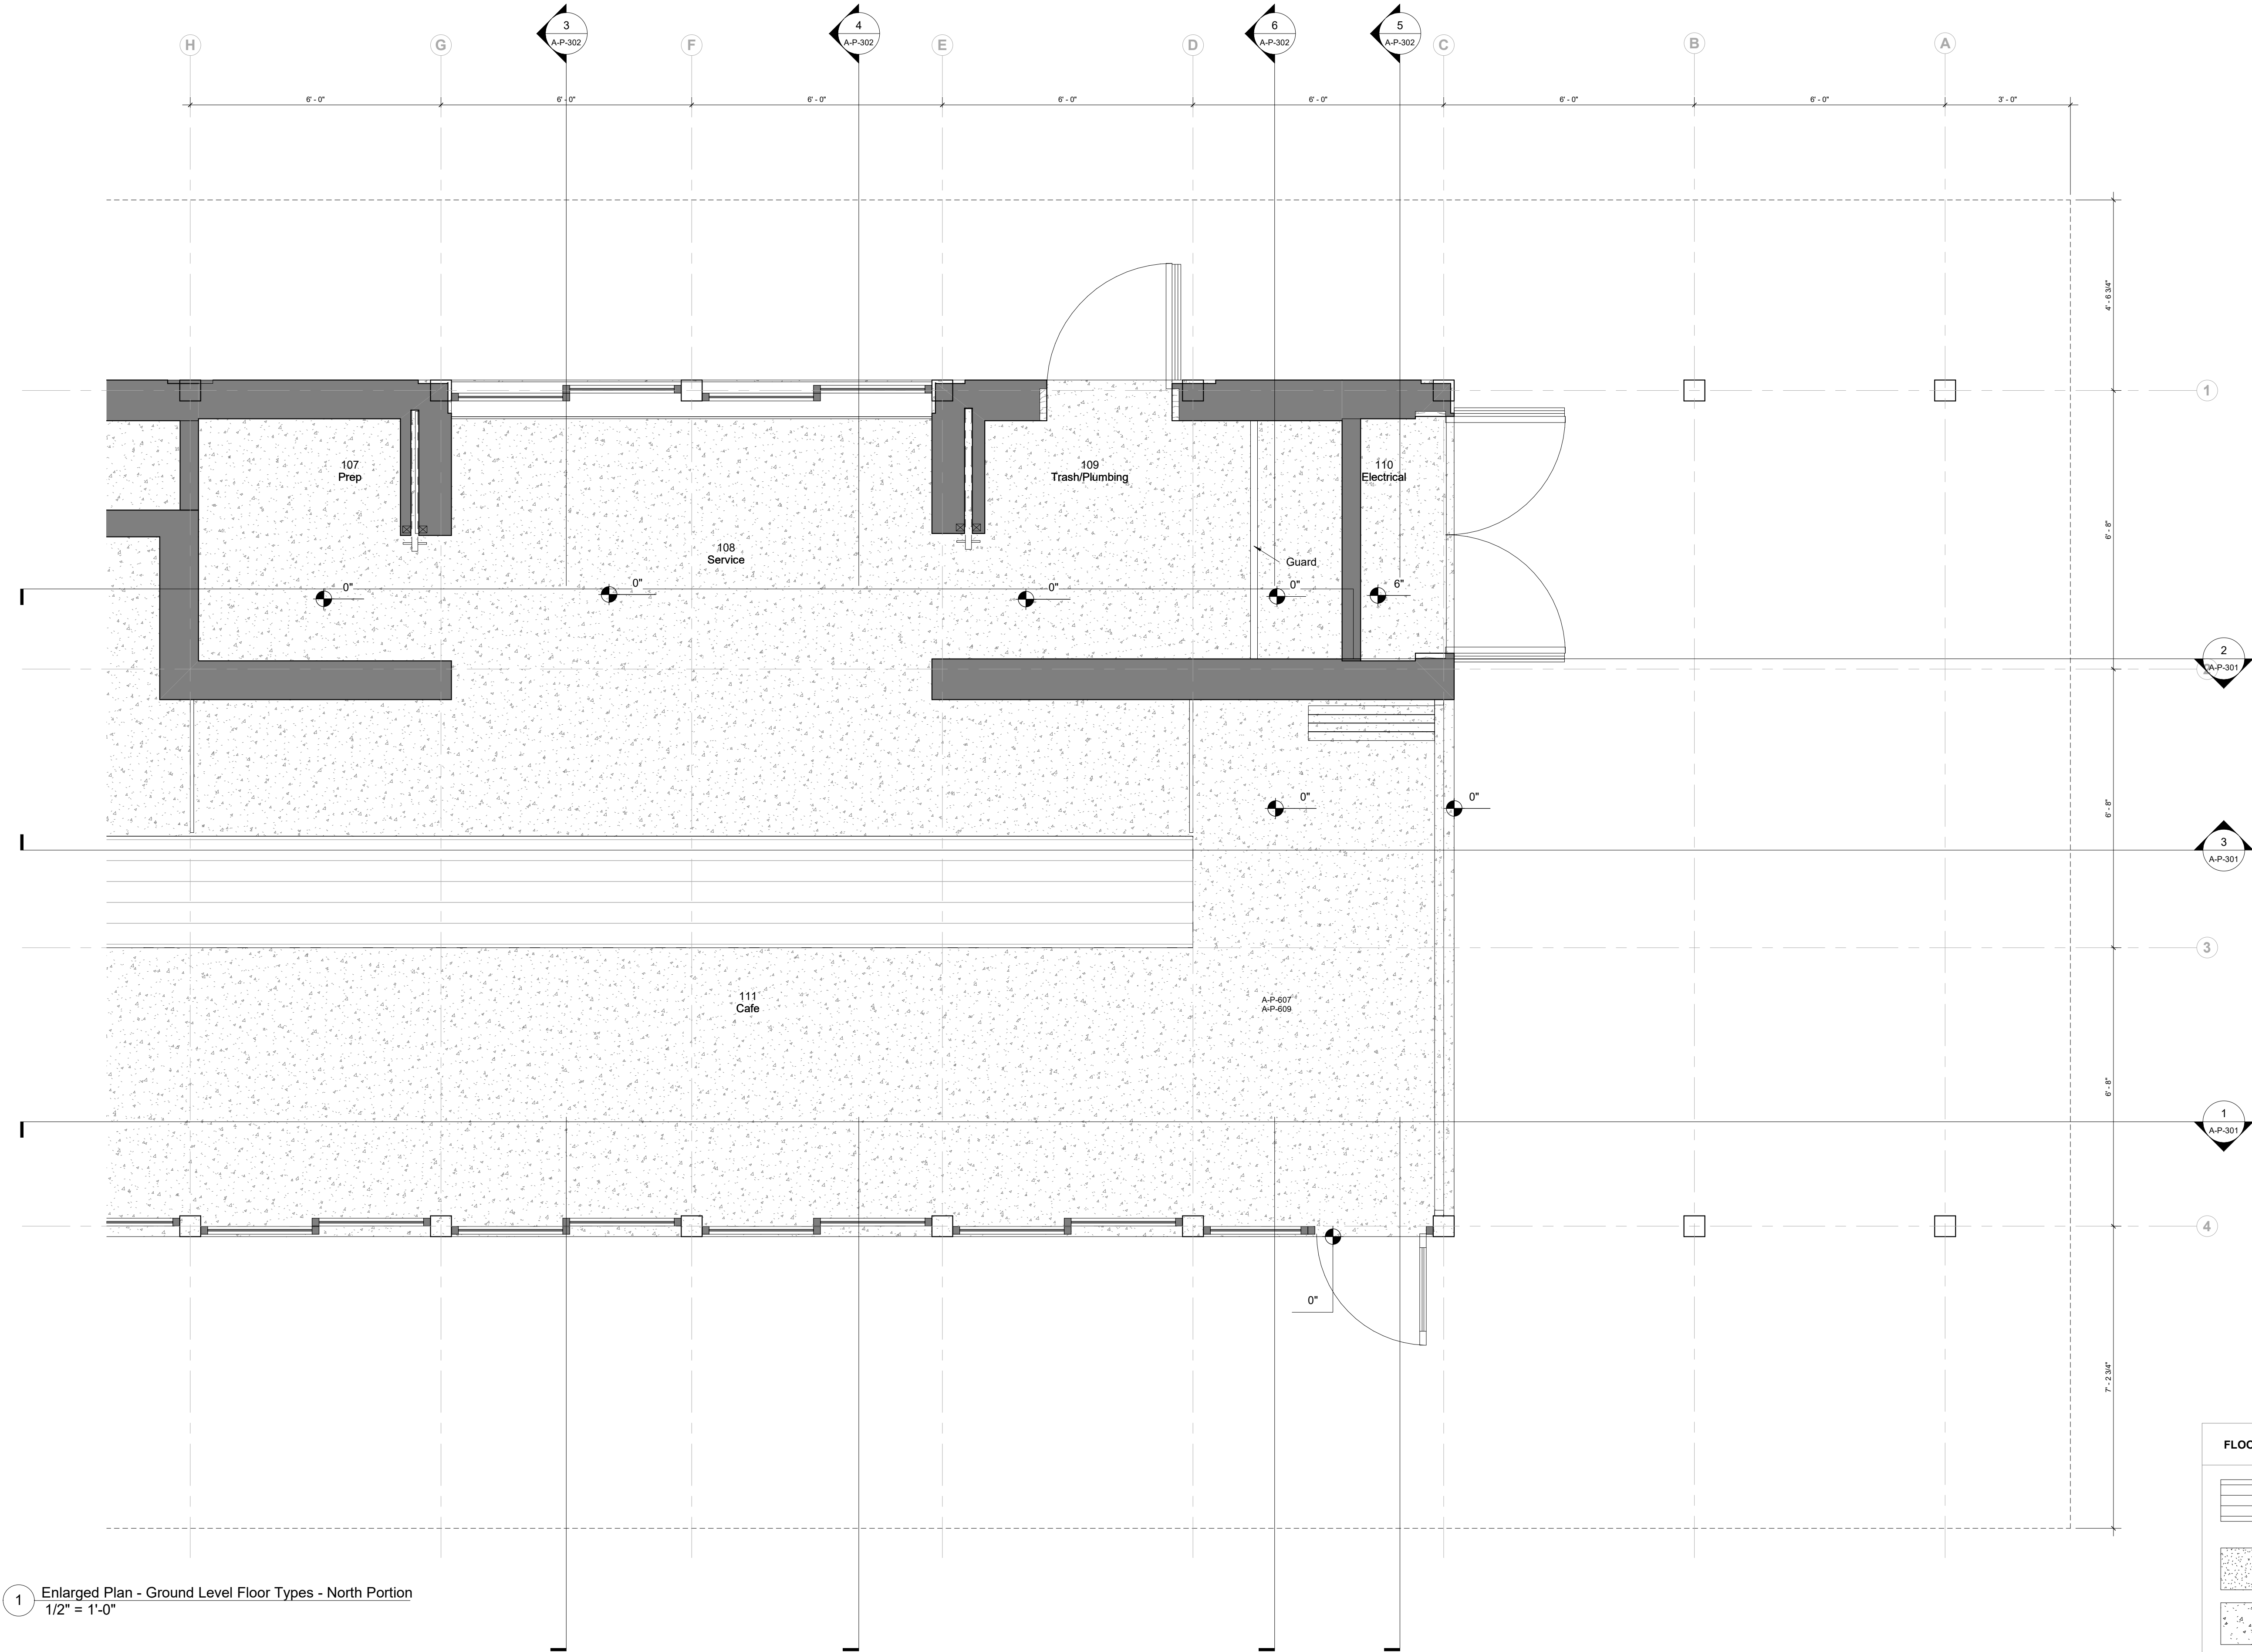 3
A-P-302
4
A-P-302
6
A-P-302
5
A-P-302
H
G
F
E
D
C
B
A
6' - 0"
6' - 0"
6' - 0"
6' - 0"
6' - 0"
6' - 0"
6' - 0"
3' - 0"
4' - 6 3/4"
1
107
Prep
109
Trash/Plumbing
110
Electrical
108
Service
6' - 8"
Guard
0"
0"
0"
0"
6"
2
A-P-301
0"
0"
6' - 8"
3
A-P-301
3
111
Cafe
A-P-607
A-P-609
6' - 8"
1
A-P-301
4
0"
7' - 2 3/4"
1
Enlarged Plan - Ground Level Floor Types - North Portion
1/2" = 1'-0"